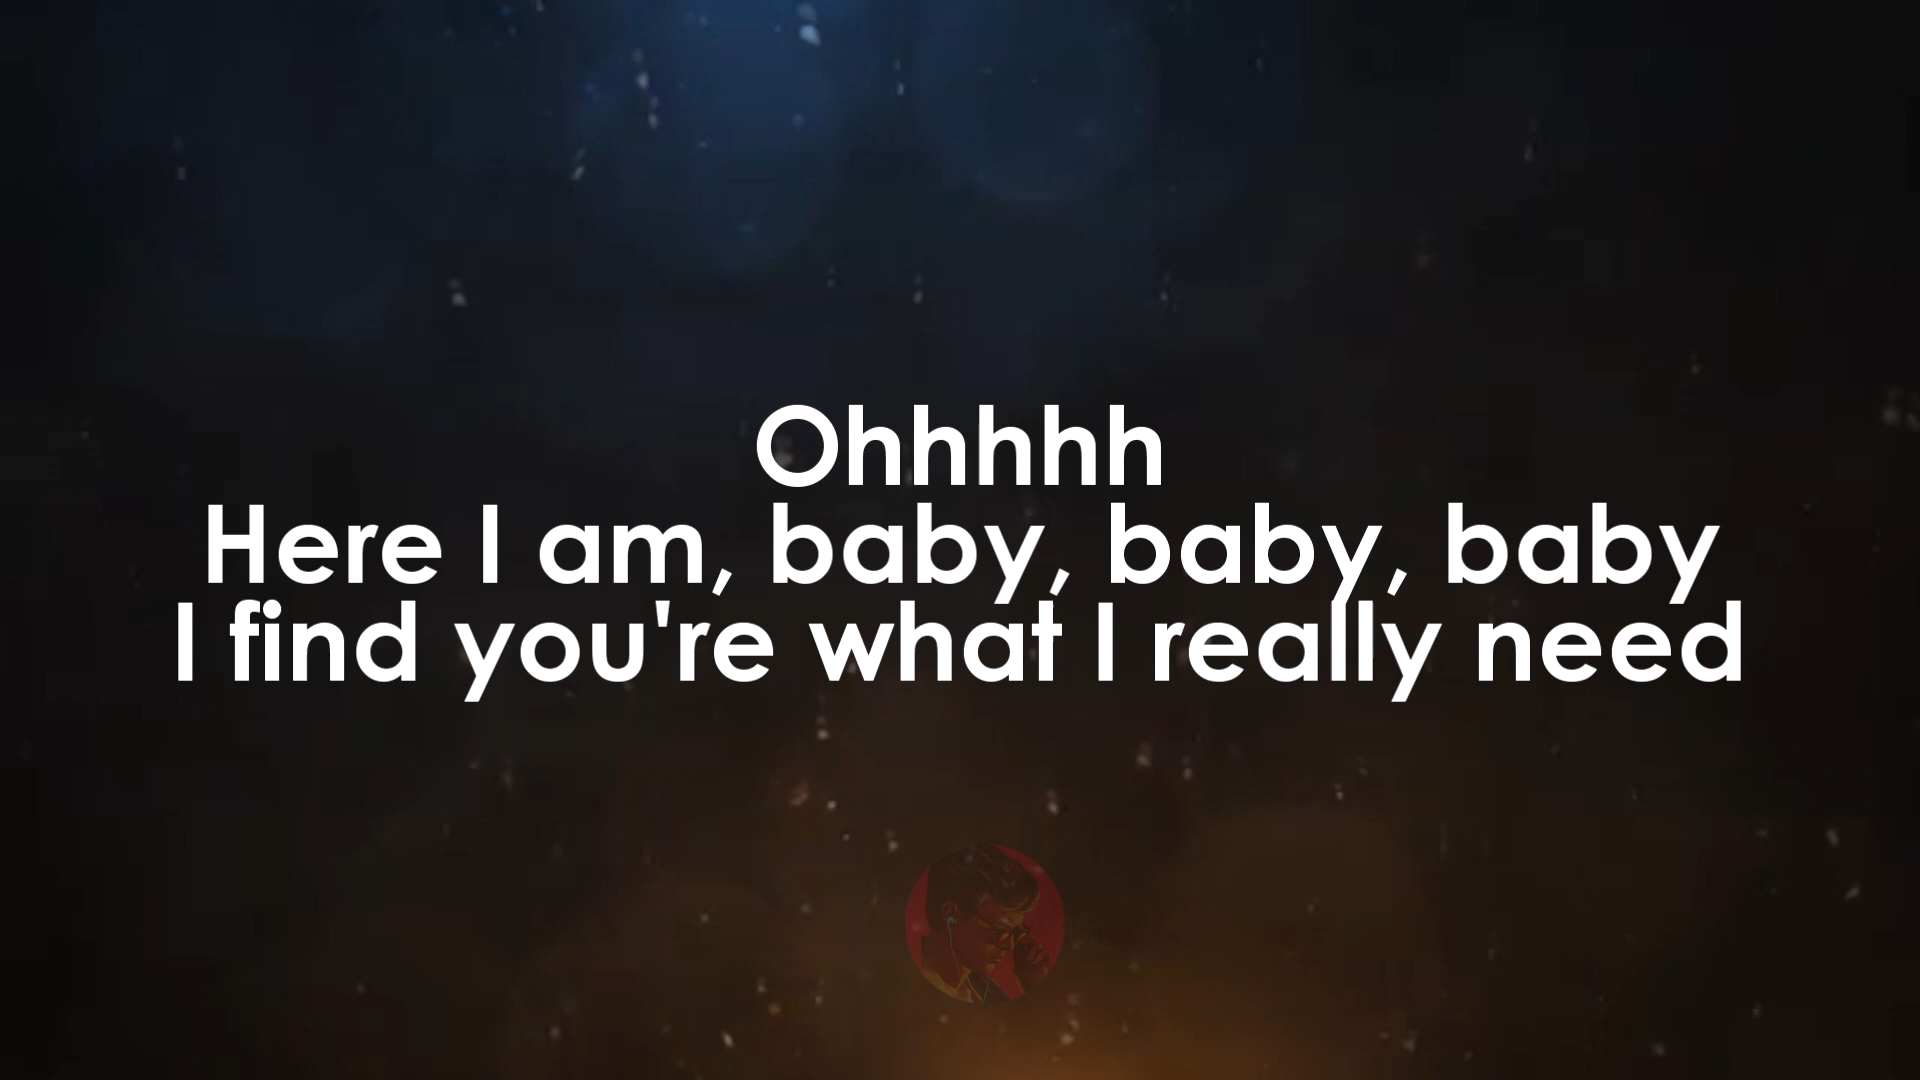 Ohhhhh
Here I am, baby, baby, baby
I find you're what I really need